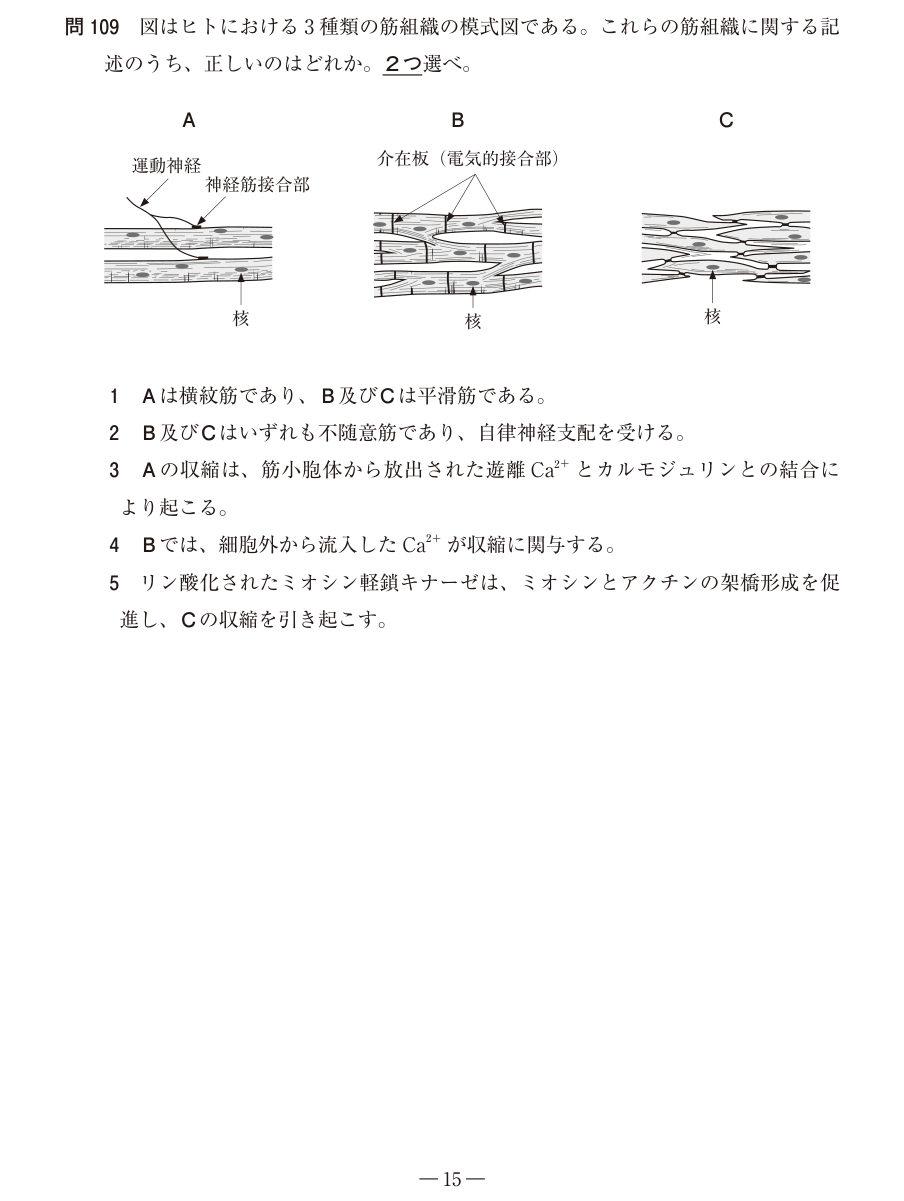 問 109　図はヒトにおける 3 種類の筋組織の模式図である。これらの筋組織に関する記
述のうち、正しいのはどれか。2つ選べ。
A
B
C
運動神経
神経筋接合部
核
介在板（電気的接合部）
核
核
1　Aは横紋筋であり、B及びCは平滑筋である。
2　B及びCはいずれも不随意筋であり、自律神経支配を受ける。
3　Aの収縮は、筋小胞体から放出された遊離 Ca²⁺ とカルモジュリンとの結合に
より起こる。
4　Bでは、細胞外から流入した Ca²⁺ が収縮に関与する。
5　リン酸化されたミオシン軽鎖キナーゼは、ミオシンとアクチンの架橋形成を促
進し、Cの収縮を引き起こす。
— 15 —